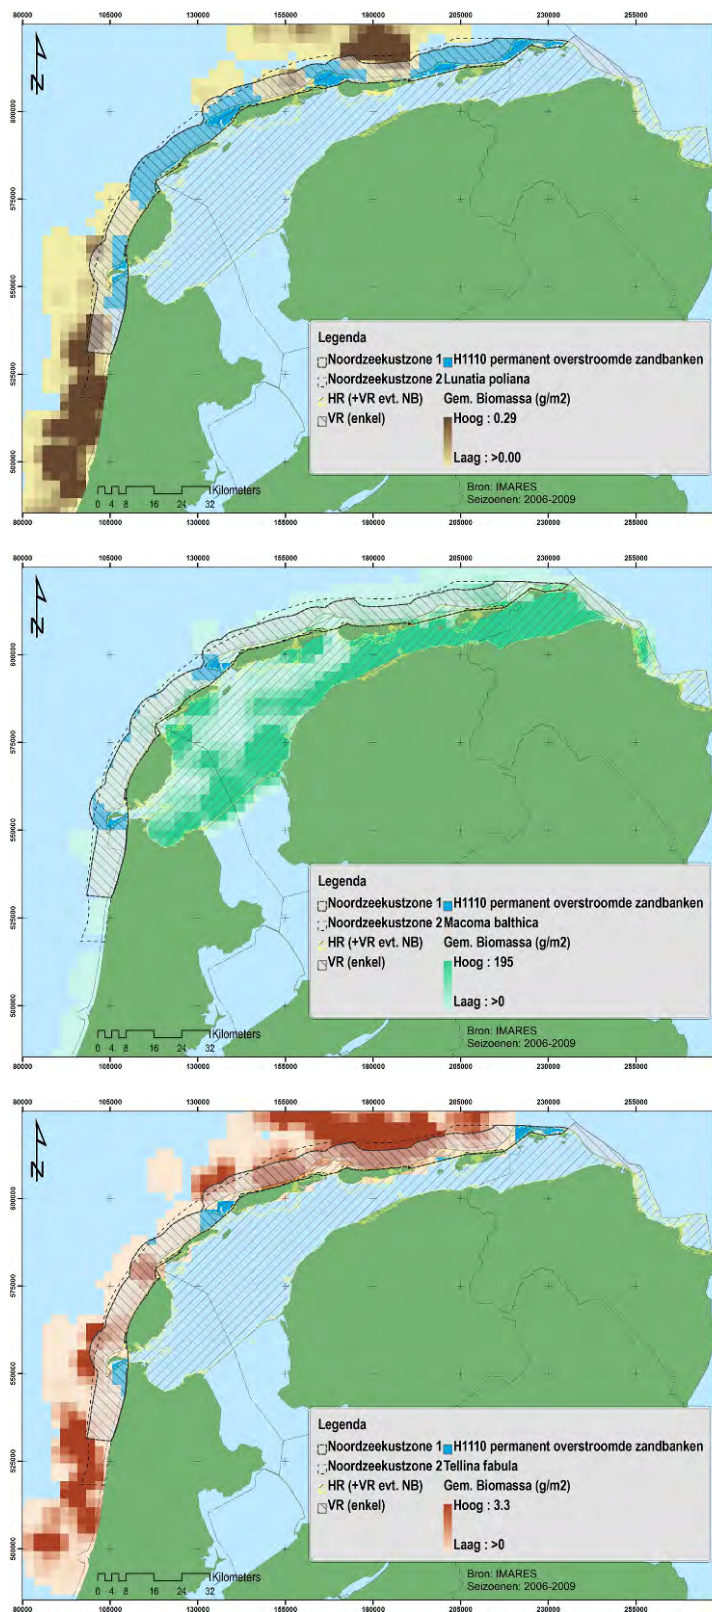 N
600000
575000
550000
525000
500000
Legenda
Noordzeekustzone 1 H1110 permanent overstroomde zandbanken
Noordzeekustzone 2 Lunatia poliana
HR (+VR evt. NB) Gem. Biomassa (g/m2)
VR (enkel) Hoog : 0.29
Laag : >0.00
Kilometers
0 4 8 16 24 32
Bron: IMARES
Seizoenen: 2006-2009
80000 105000 130000 155000 180000 205000 230000 255000
N
600000
575000
550000
525000
500000
Legenda
Noordzeekustzone 1 H1110 permanent overstroomde zandbanken
Noordzeekustzone 2 Macoma balthica
HR (+VR evt. NB) Gem. Biomassa (g/m2)
VR (enkel) Hoog : 195
Laag : >0
Kilometers
0 4 8 16 24 32
Bron: IMARES
Seizoenen: 2006-2009
80000 105000 130000 155000 180000 205000 230000 255000
N
600000
575000
550000
525000
500000
Legenda
Noordzeekustzone 1 H1110 permanent overstroomde zandbanken
Noordzeekustzone 2 Tellina fabula
HR (+VR evt. NB) Gem. Biomassa (g/m2)
VR (enkel) Hoog : 3.3
Laag : >0
Kilometers
0 4 8 16 24 32
Bron: IMARES
Seizoenen: 2006-2009
80000 105000 130000 155000 180000 205000 230000 255000